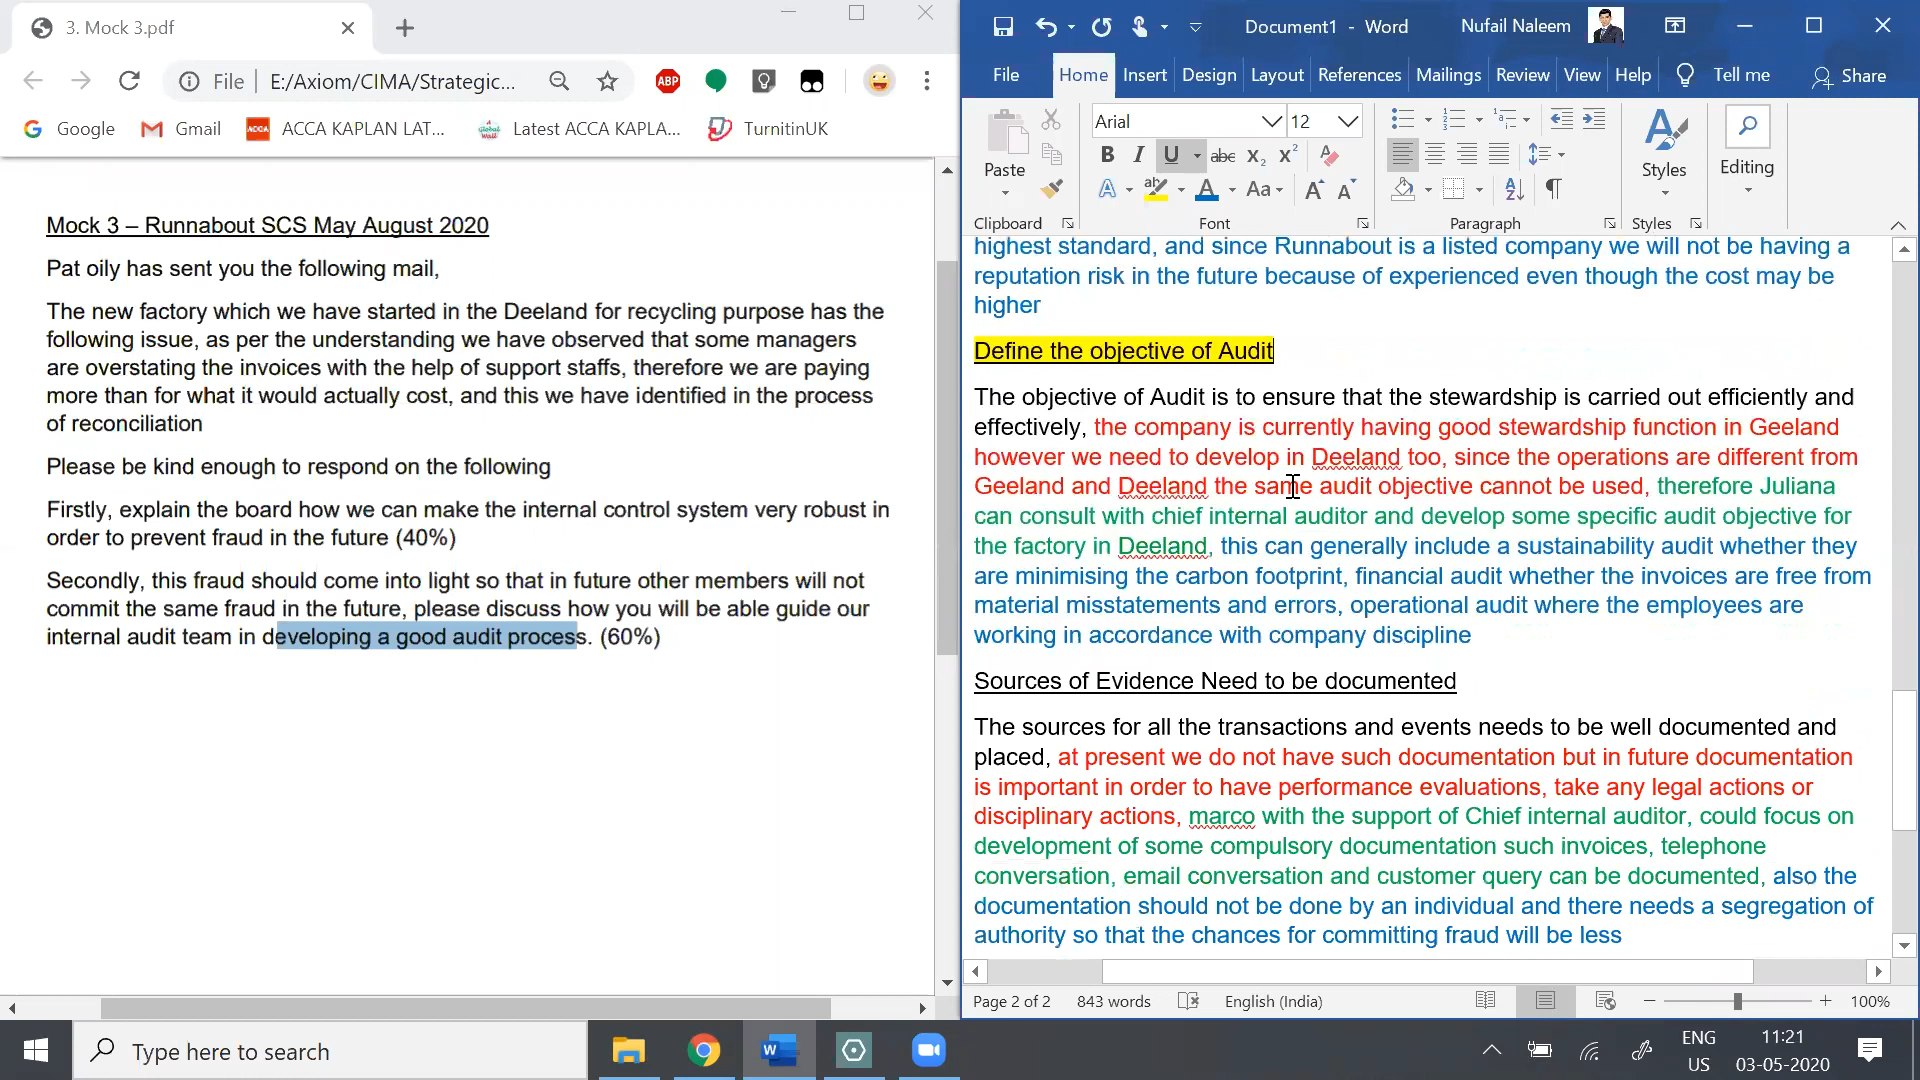 3. Mock 3.pdf
File
E:/Axiom/CIMA/Strategic...
ABP
Google
Gmail
ACCA
ACCA KAPLAN LAT...
Latest ACCA KAPLA...
TurnitinUK
Mock 3 – Runnabout SCS May August 2020
Pat oily has sent you the following mail,
The new factory which we have started in the Deeland for recycling purpose has the
following issue, as per the understanding we have observed that some managers
are overstating the invoices with the help of support staffs, therefore we are paying
more than for what it would actually cost, and this we have identified in the process
of reconciliation
Please be kind enough to respond on the following
Firstly, explain the board how we can make the internal control system very robust in
order to prevent fraud in the future (40%)
Secondly, this fraud should come into light so that in future other members will not
commit the same fraud in the future, please discuss how you will be able guide our
internal audit team in developing a good audit process. (60%)
Document1 - Word
Nufail Naleem
File Home Insert Design Layout References Mailings Review View Help Tell me Share
Arial 12
Paste
Styles
Editing
Clipboard Font Paragraph Styles
highest standard, and since Runnabout is a listed company we will not be having a
reputation risk in the future because of experienced even though the cost may be
higher
Define the objective of Audit
The objective of Audit is to ensure that the stewardship is carried out efficiently and
effectively, the company is currently having good stewardship function in Geeland
however we need to develop in Deeland too, since the operations are different from
Geeland and Deeland the same audit objective cannot be used, therefore Juliana
can consult with chief internal auditor and develop some specific audit objective for
the factory in Deeland, this can generally include a sustainability audit whether they
are minimising the carbon footprint, financial audit whether the invoices are free from
material misstatements and errors, operational audit where the employees are
working in accordance with company discipline
Sources of Evidence Need to be documented
The sources for all the transactions and events needs to be well documented and
placed, at present we do not have such documentation but in future documentation
is important in order to have performance evaluations, take any legal actions or
disciplinary actions, marco with the support of Chief internal auditor, could focus on
development of some compulsory documentation such invoices, telephone
conversation, email conversation and customer query can be documented, also the
documentation should not be done by an individual and there needs a segregation of
authority so that the chances for committing fraud will be less
Page 2 of 2 843 words English (India) 100%
Type here to search
ENG
US
11:21
03-05-2020